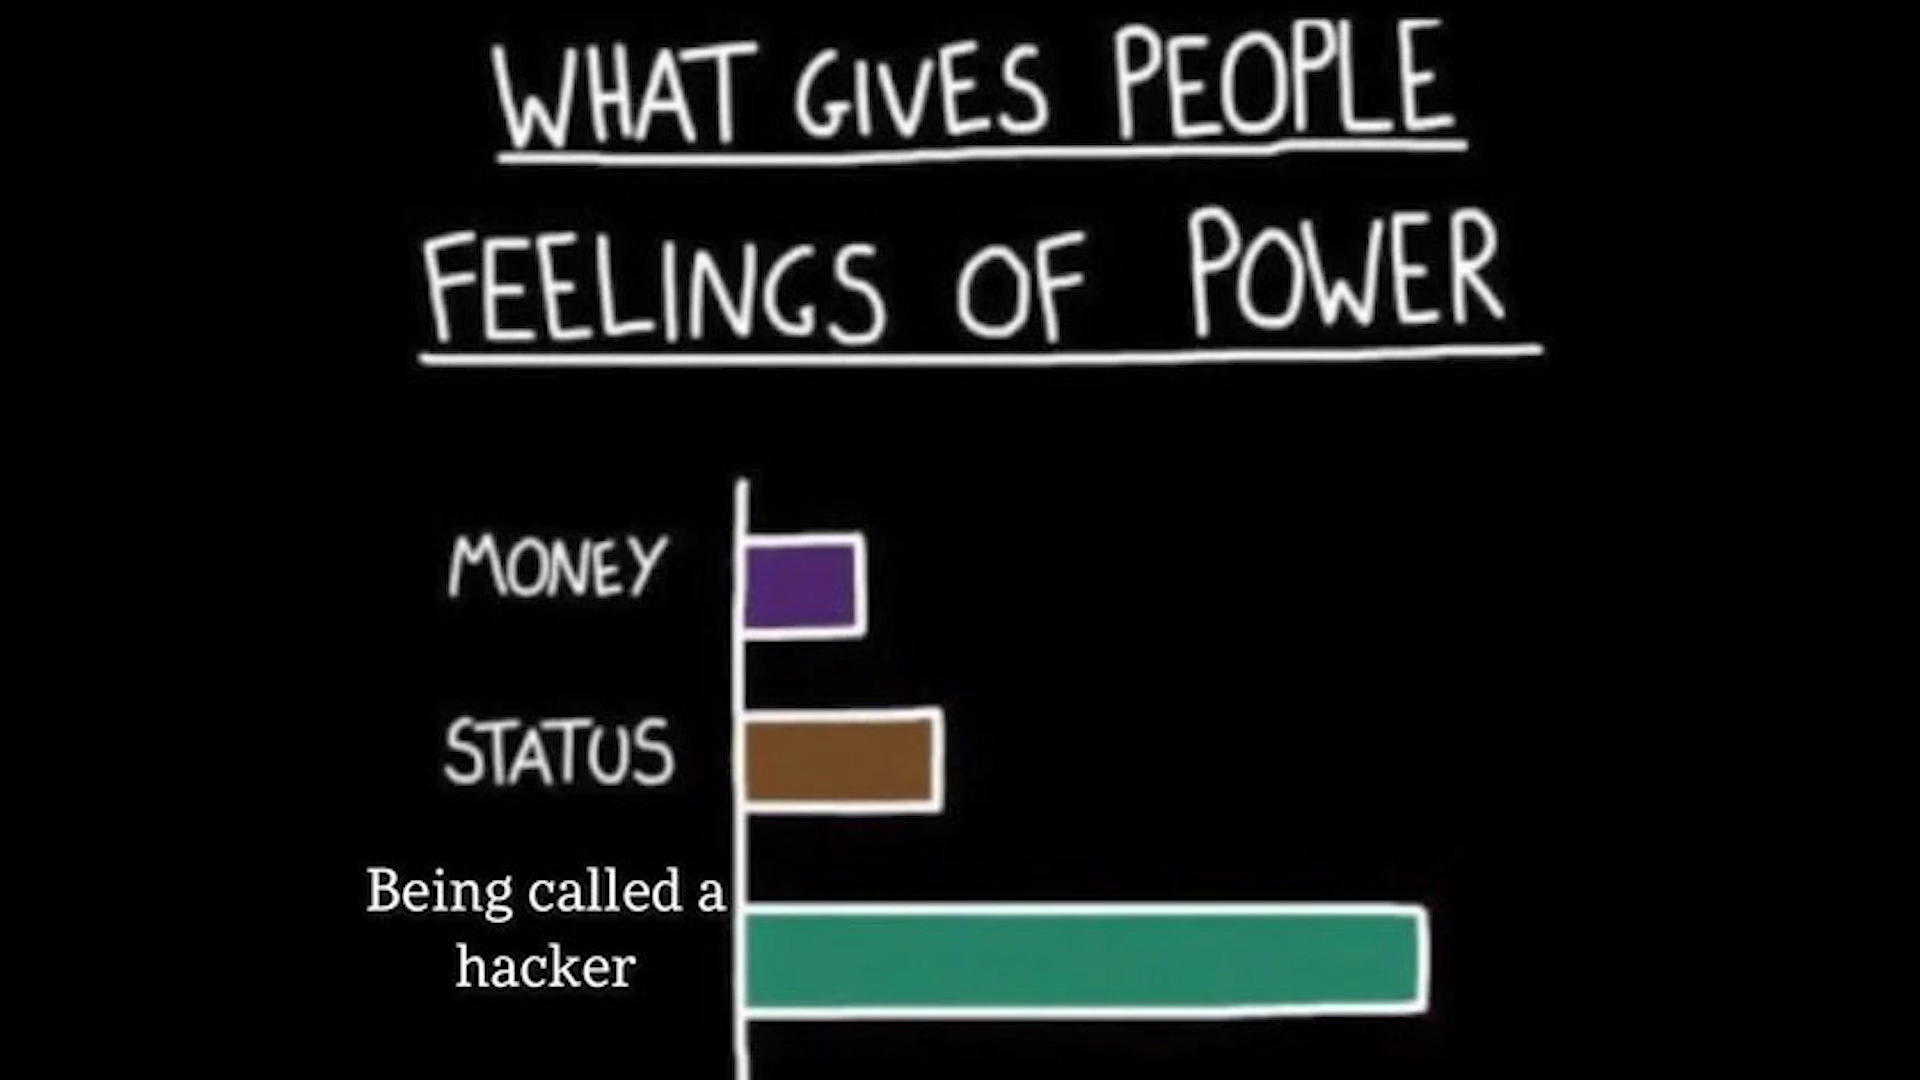 WHAT GIVES PEOPLE
FEELINGS OF POWER
MONEY
STATUS
Being called a
hacker